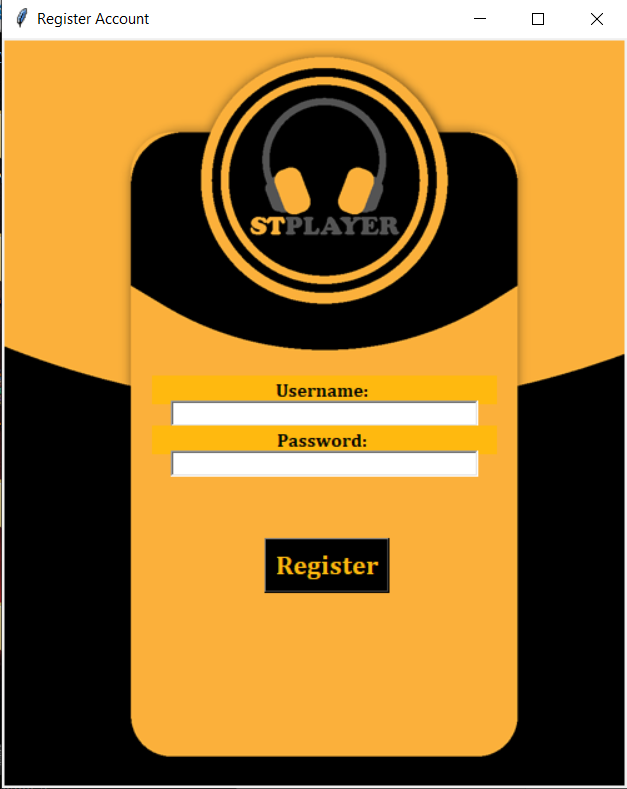 Register Account
STPLAYER
Username:
Password:
Register